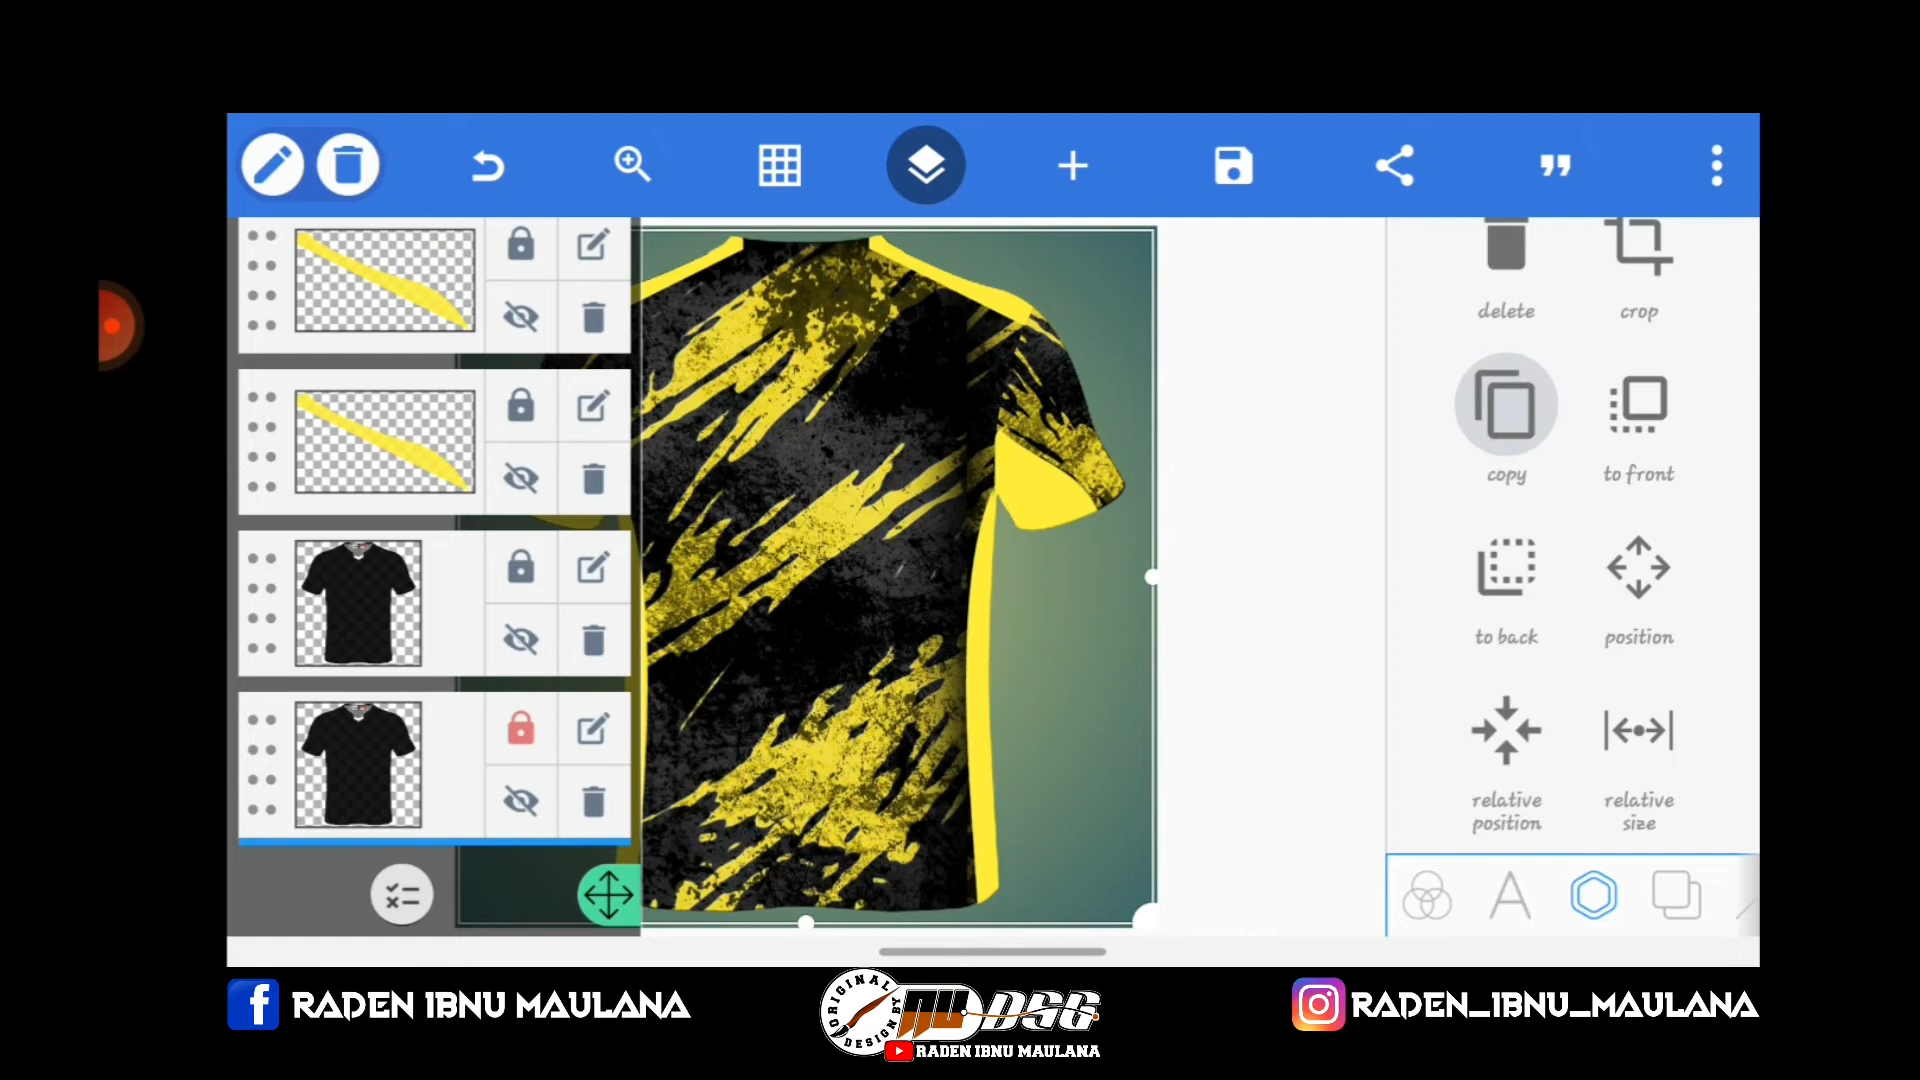 delete
crop
copy
to front
to back
position
relative
position
relative
size
RADEN IBNU MAULANA
ORIGINAL
DESIGN BY
RADEN IBNU MAULANA
RADEN_IBNU_MAULANA